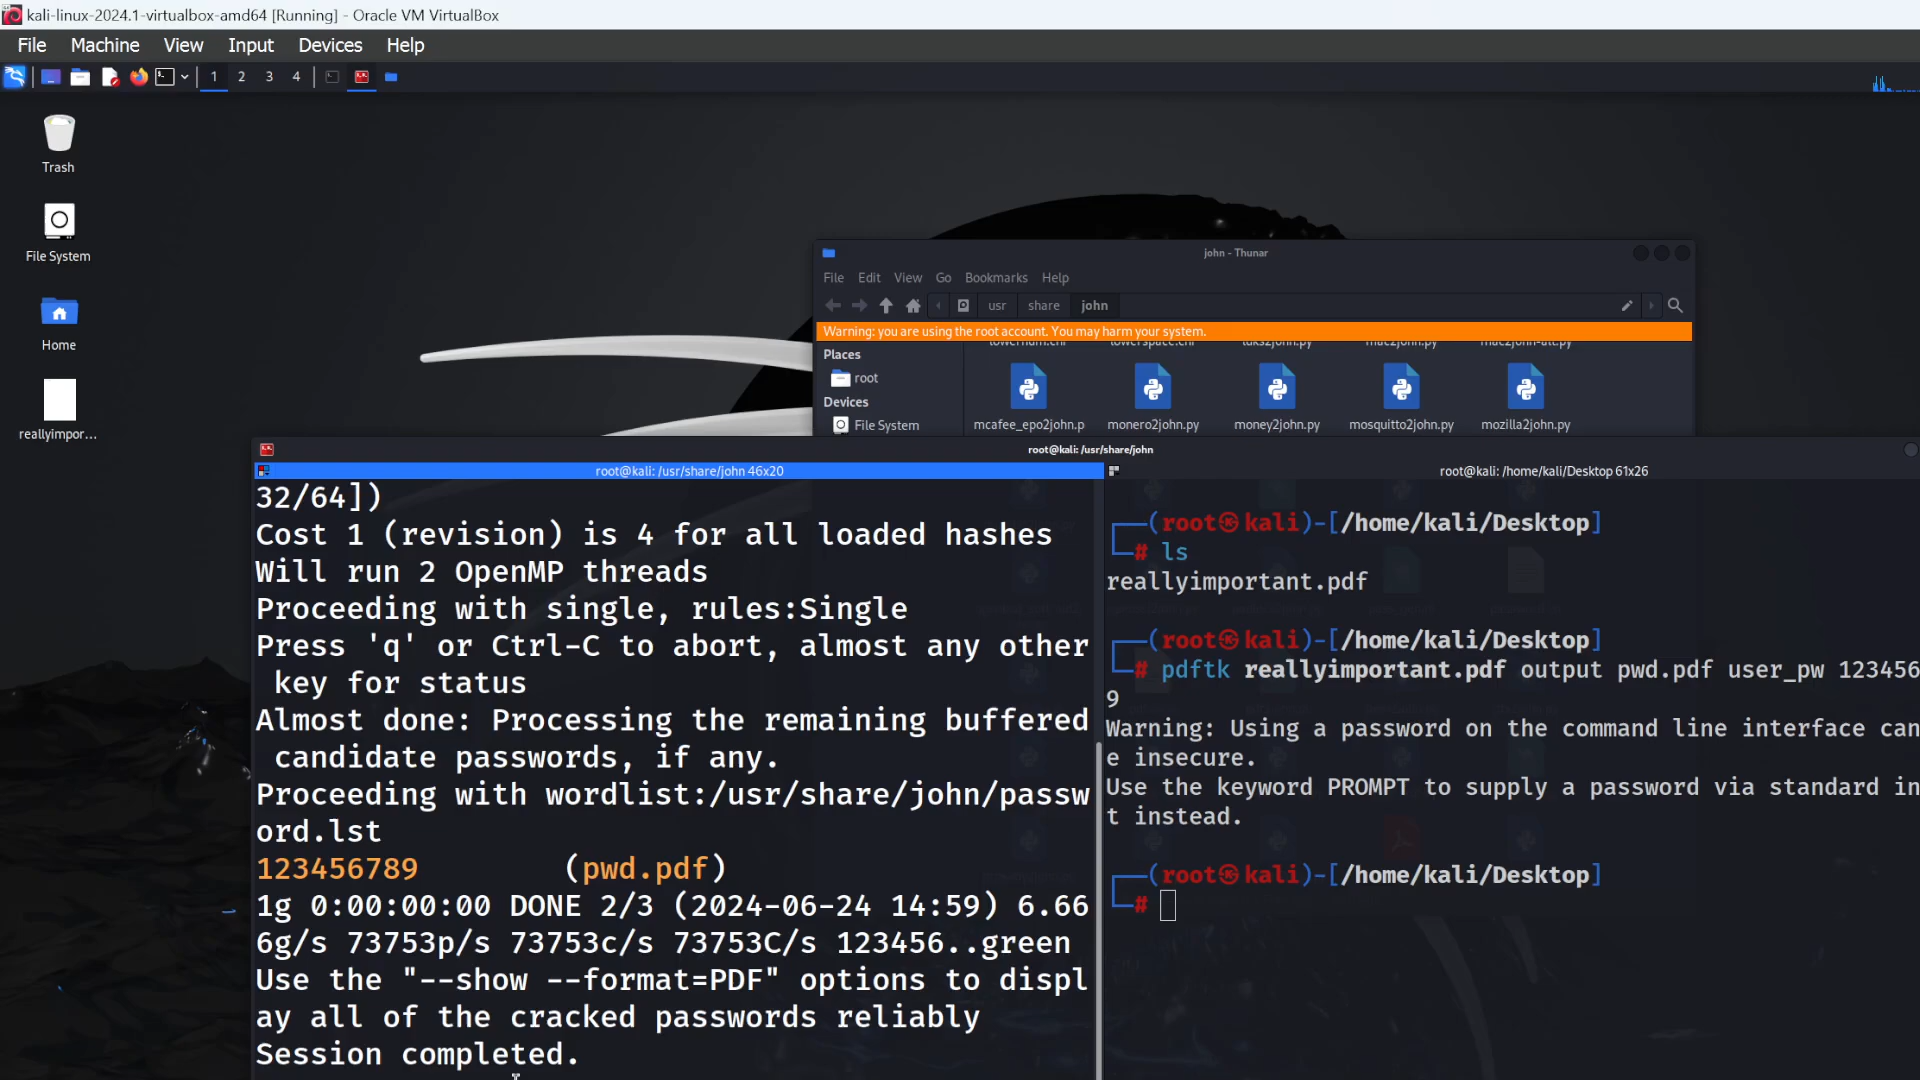 kali-linux-2024.1-virtualbox-amd64 [Running] - Oracle VM VirtualBox
File Machine View Input Devices Help
1 2 3 4
Trash
File System
Home
reallyimpor...
john - Thunar
File Edit View Go Bookmarks Help
usr share john
Warning: you are using the root account. You may harm your system.
Places
root
Devices
File System
lowernum.chr lowerspace.chr luks2john.py mac2john.py mac2john-alt.py
mcafee_epo2john.p monero2john.py money2john.py mosquitto2john.py mozilla2john.py
root@kali: /usr/share/john
root@kali: /usr/share/john 46x20
32/64])
Cost 1 (revision) is 4 for all loaded hashes
Will run 2 OpenMP threads
Proceeding with single, rules:Single
Press 'q' or Ctrl-C to abort, almost any other
key for status
Almost done: Processing the remaining buffered
candidate passwords, if any.
Proceeding with wordlist:/usr/share/john/passw
ord.lst
123456789 (pwd.pdf)
1g 0:00:00:00 DONE 2/3 (2024-06-24 14:59) 6.66
6g/s 73753p/s 73753c/s 73753C/s 123456..green
Use the "--show --format=PDF" options to displ
ay all of the cracked passwords reliably
Session completed.
root@kali: /home/kali/Desktop 61x26
┌──(root㉿kali)-[/home/kali/Desktop]
└─# ls
reallyimportant.pdf
┌──(root㉿kali)-[/home/kali/Desktop]
└─# pdftk reallyimportant.pdf output pwd.pdf user_pw 123456
9
Warning: Using a password on the command line interface can
e insecure.
Use the keyword PROMPT to supply a password via standard in
t instead.
┌──(root㉿kali)-[/home/kali/Desktop]
└─#